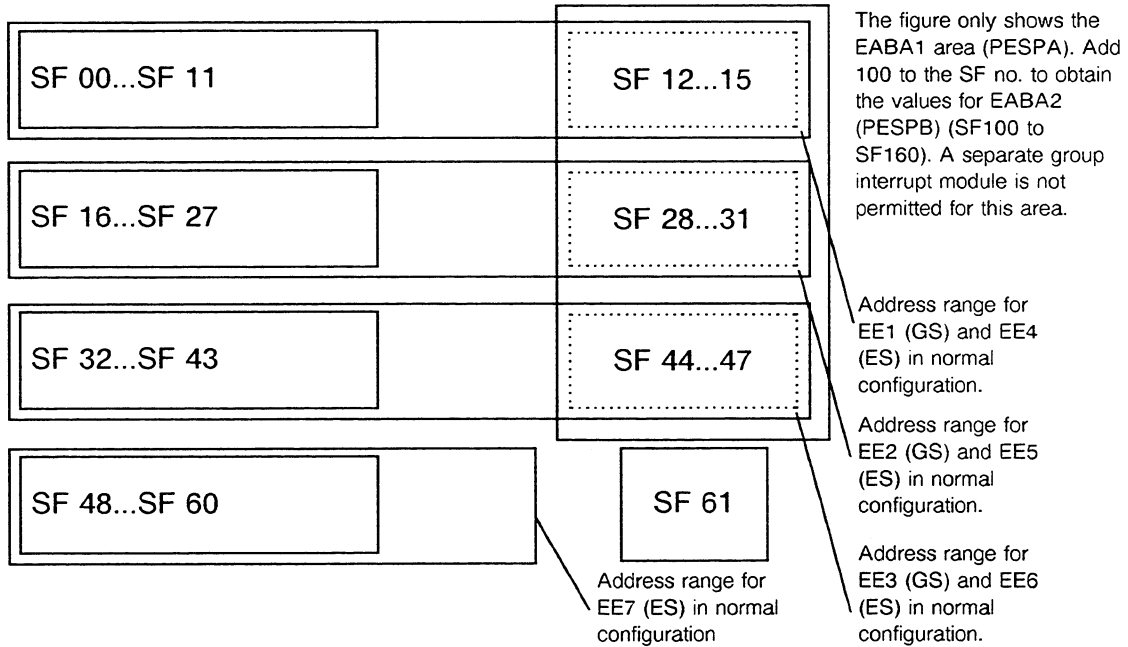 SF 00...SF 11
SF 12...15
SF 16...SF 27
SF 28...31
SF 32...SF 43
SF 44...47
SF 48...SF 60
SF 61
The figure only shows the
EABA1 area (PESPA). Add
100 to the SF no. to obtain
the values for EABA2
(PESPB) (SF100 to
SF160). A separate group
interrupt module is not
permitted for this area.
Address range for
EE1 (GS) and EE4
(ES) in normal
configuration.
Address range for
EE2 (GS) and EE5
(ES) in normal
configuration.
Address range for
EE3 (GS) and EE6
(ES) in normal
configuration.
Address range for
EE7 (ES) in normal
configuration